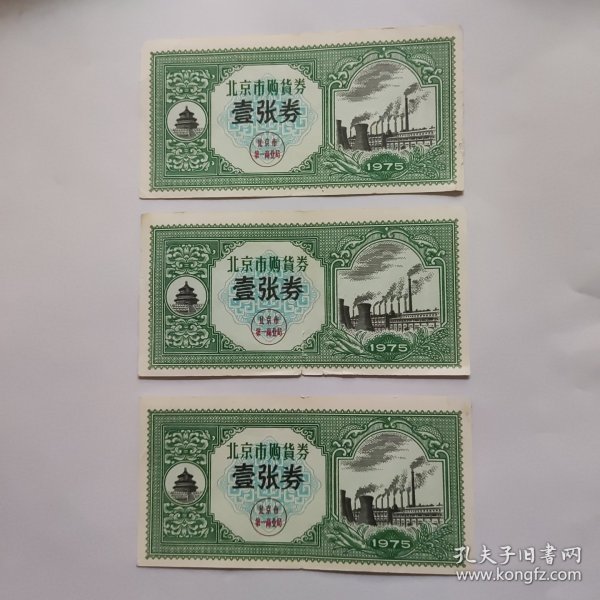 北京市购货券
壹张券
北京市
第一商业局
1975
北京市购货券
壹张券
北京市
第一商业局
1975
北京市购货券
壹张券
北京市
第一商业局
1975
孔夫子旧书网
www.kongfz.com